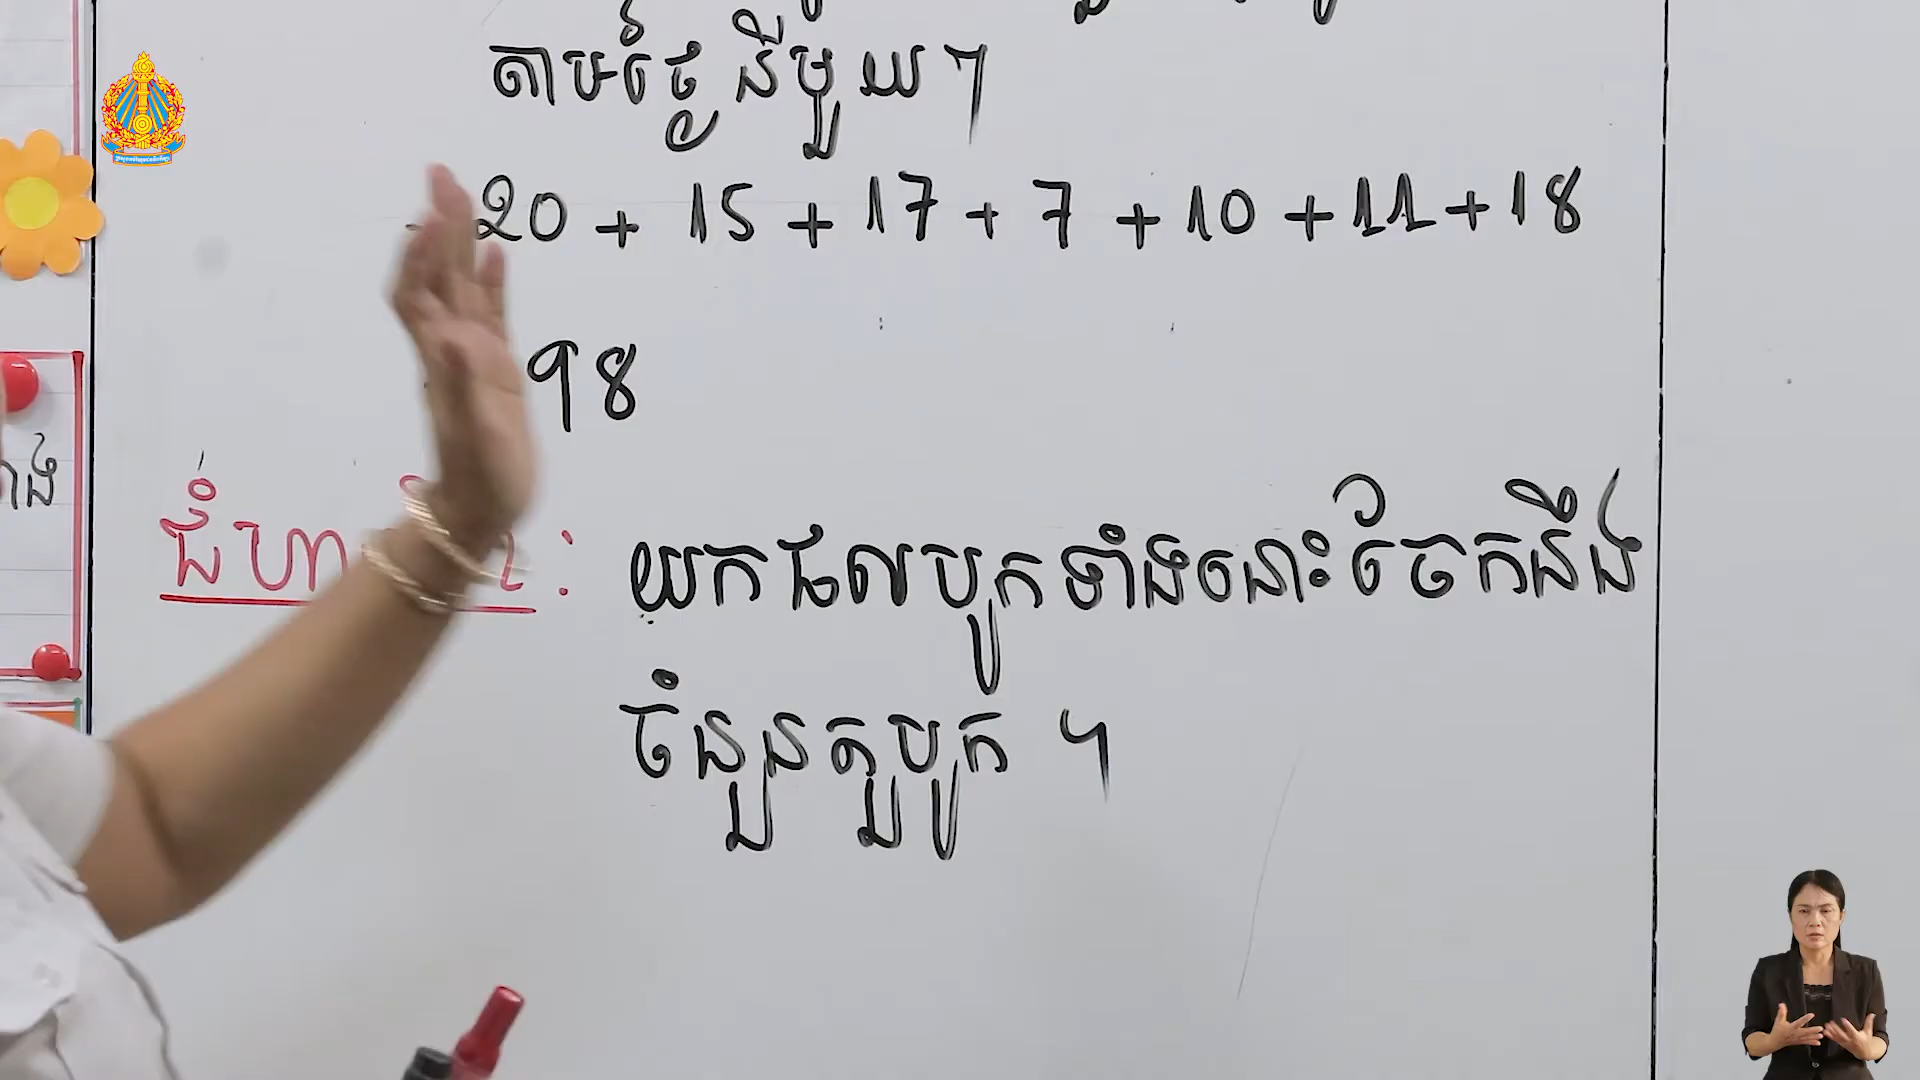 តាមថ្ងៃនីមួយៗ
20 + 15 + 17 + 7 + 10 + 11 + 18
98
យកផលបូកទាំងនោះចែកនឹង
ចំនួនតួបូក ។